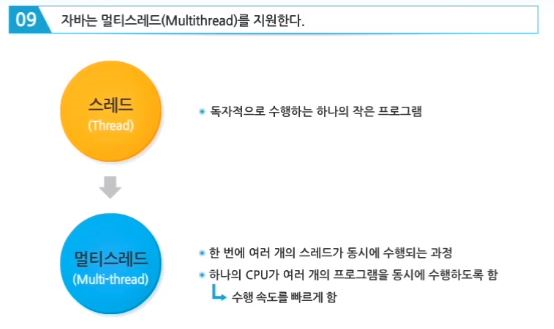 09 자바는 멀티스레드(Multithread)를 지원한다.
스레드
(Thread)
독자적으로 수행하는 하나의 작은 프로그램
멀티스레드
(Multi-thread)
한 번에 여러 개의 스레드가 동시에 수행되는 과정
하나의 CPU가 여러 개의 프로그램을 동시에 수행하도록 함
수행 속도를 빠르게 함